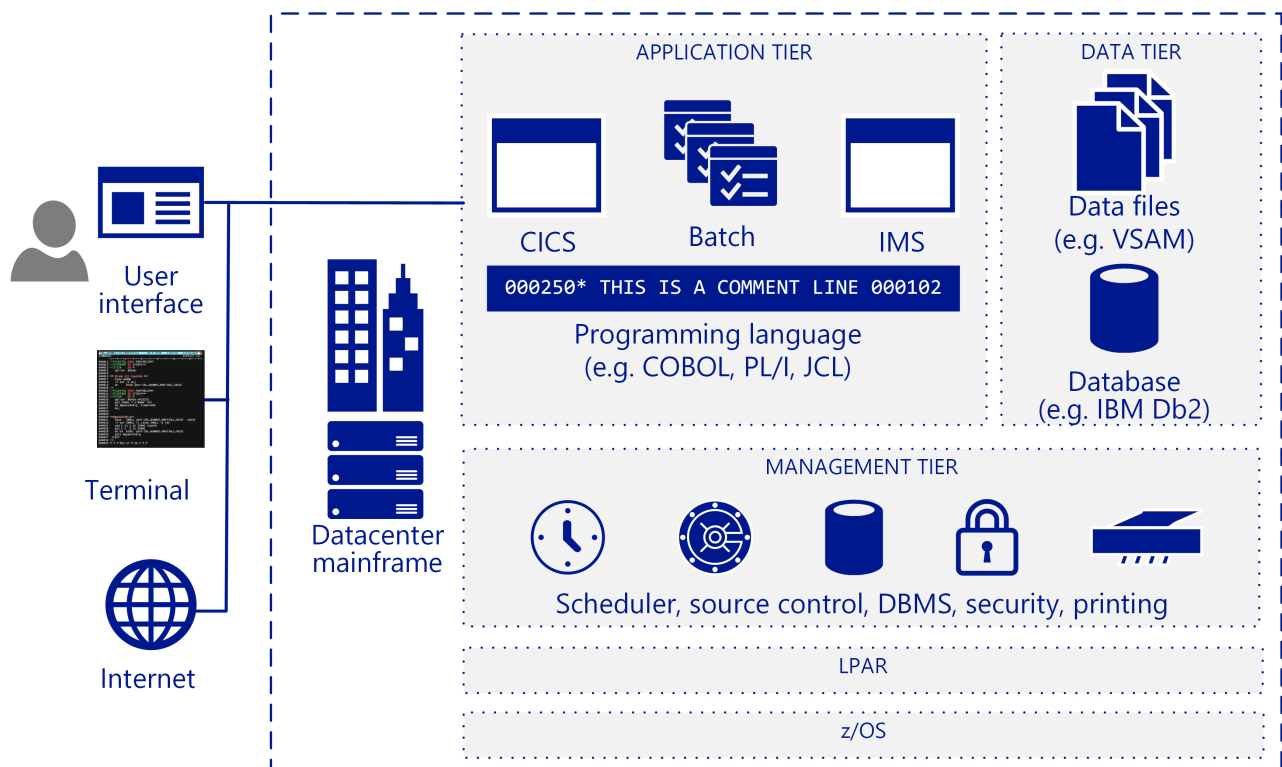 APPLICATION TIER
CICS
Batch
IMS
000250* THIS IS A COMMENT LINE 000102
Programming language
(e.g. COBOL, PL/I, JCL)
DATA TIER
Data files
(e.g. VSAM)
Database
(e.g. IBM Db2)
User
interface
Terminal
Internet
Datacenter
mainframe
MANAGEMENT TIER
Scheduler, source control, DBMS, security, printing
LPAR
z/OS